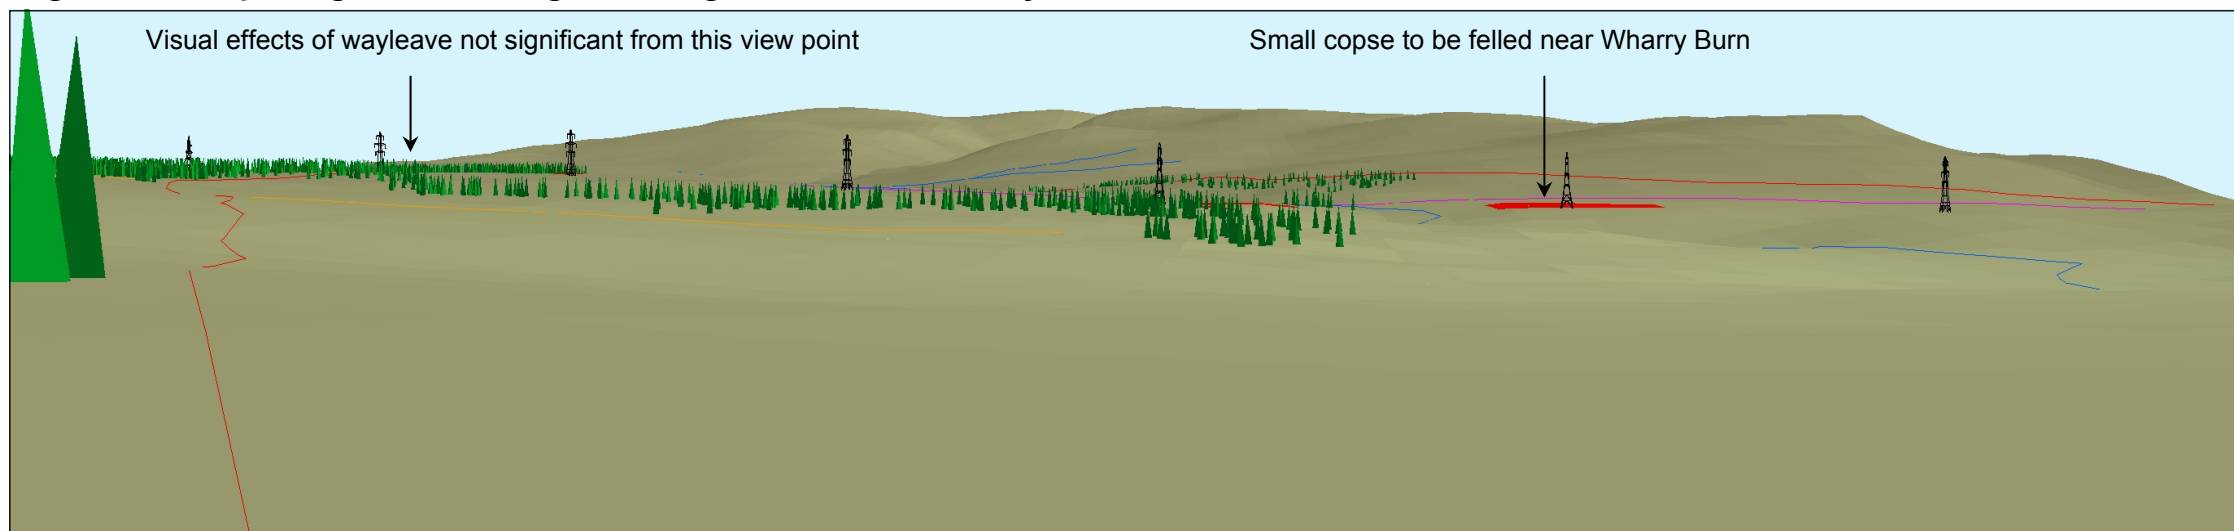 Visual effects of wayleave not significant from this view point
Small copse to be felled near Wharry Burn